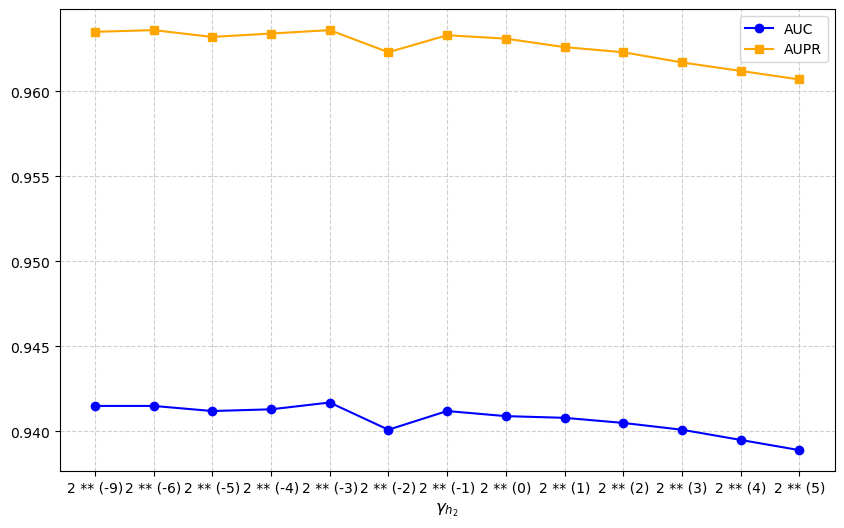 AUC
AUPR
0.960
0.955
0.950
0.945
0.940
2 ** (-9) 2 ** (-6) 2 ** (-5) 2 ** (-4) 2 ** (-3) 2 ** (-2) 2 ** (-1) 2 ** (0) 2 ** (1) 2 ** (2) 2 ** (3) 2 ** (4) 2 ** (5)
γh₂